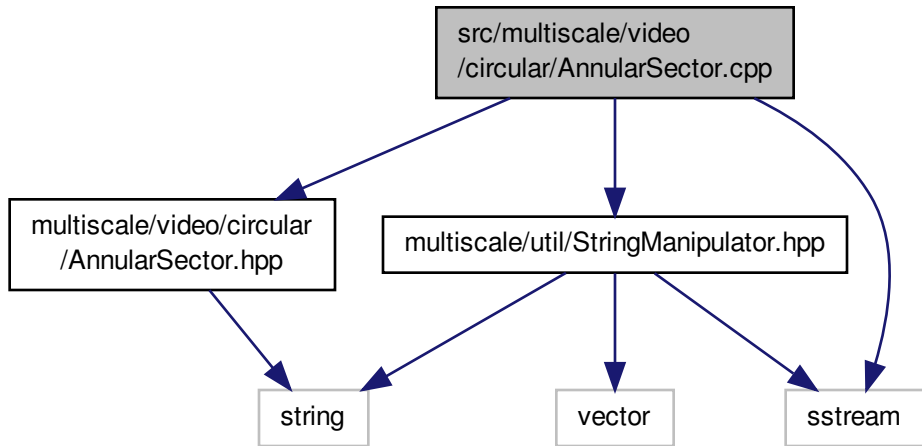 src/multiscale/video
/circular/AnnularSector.cpp
multiscale/video/circular
/AnnularSector.hpp
multiscale/util/StringManipulator.hpp
string
vector
sstream